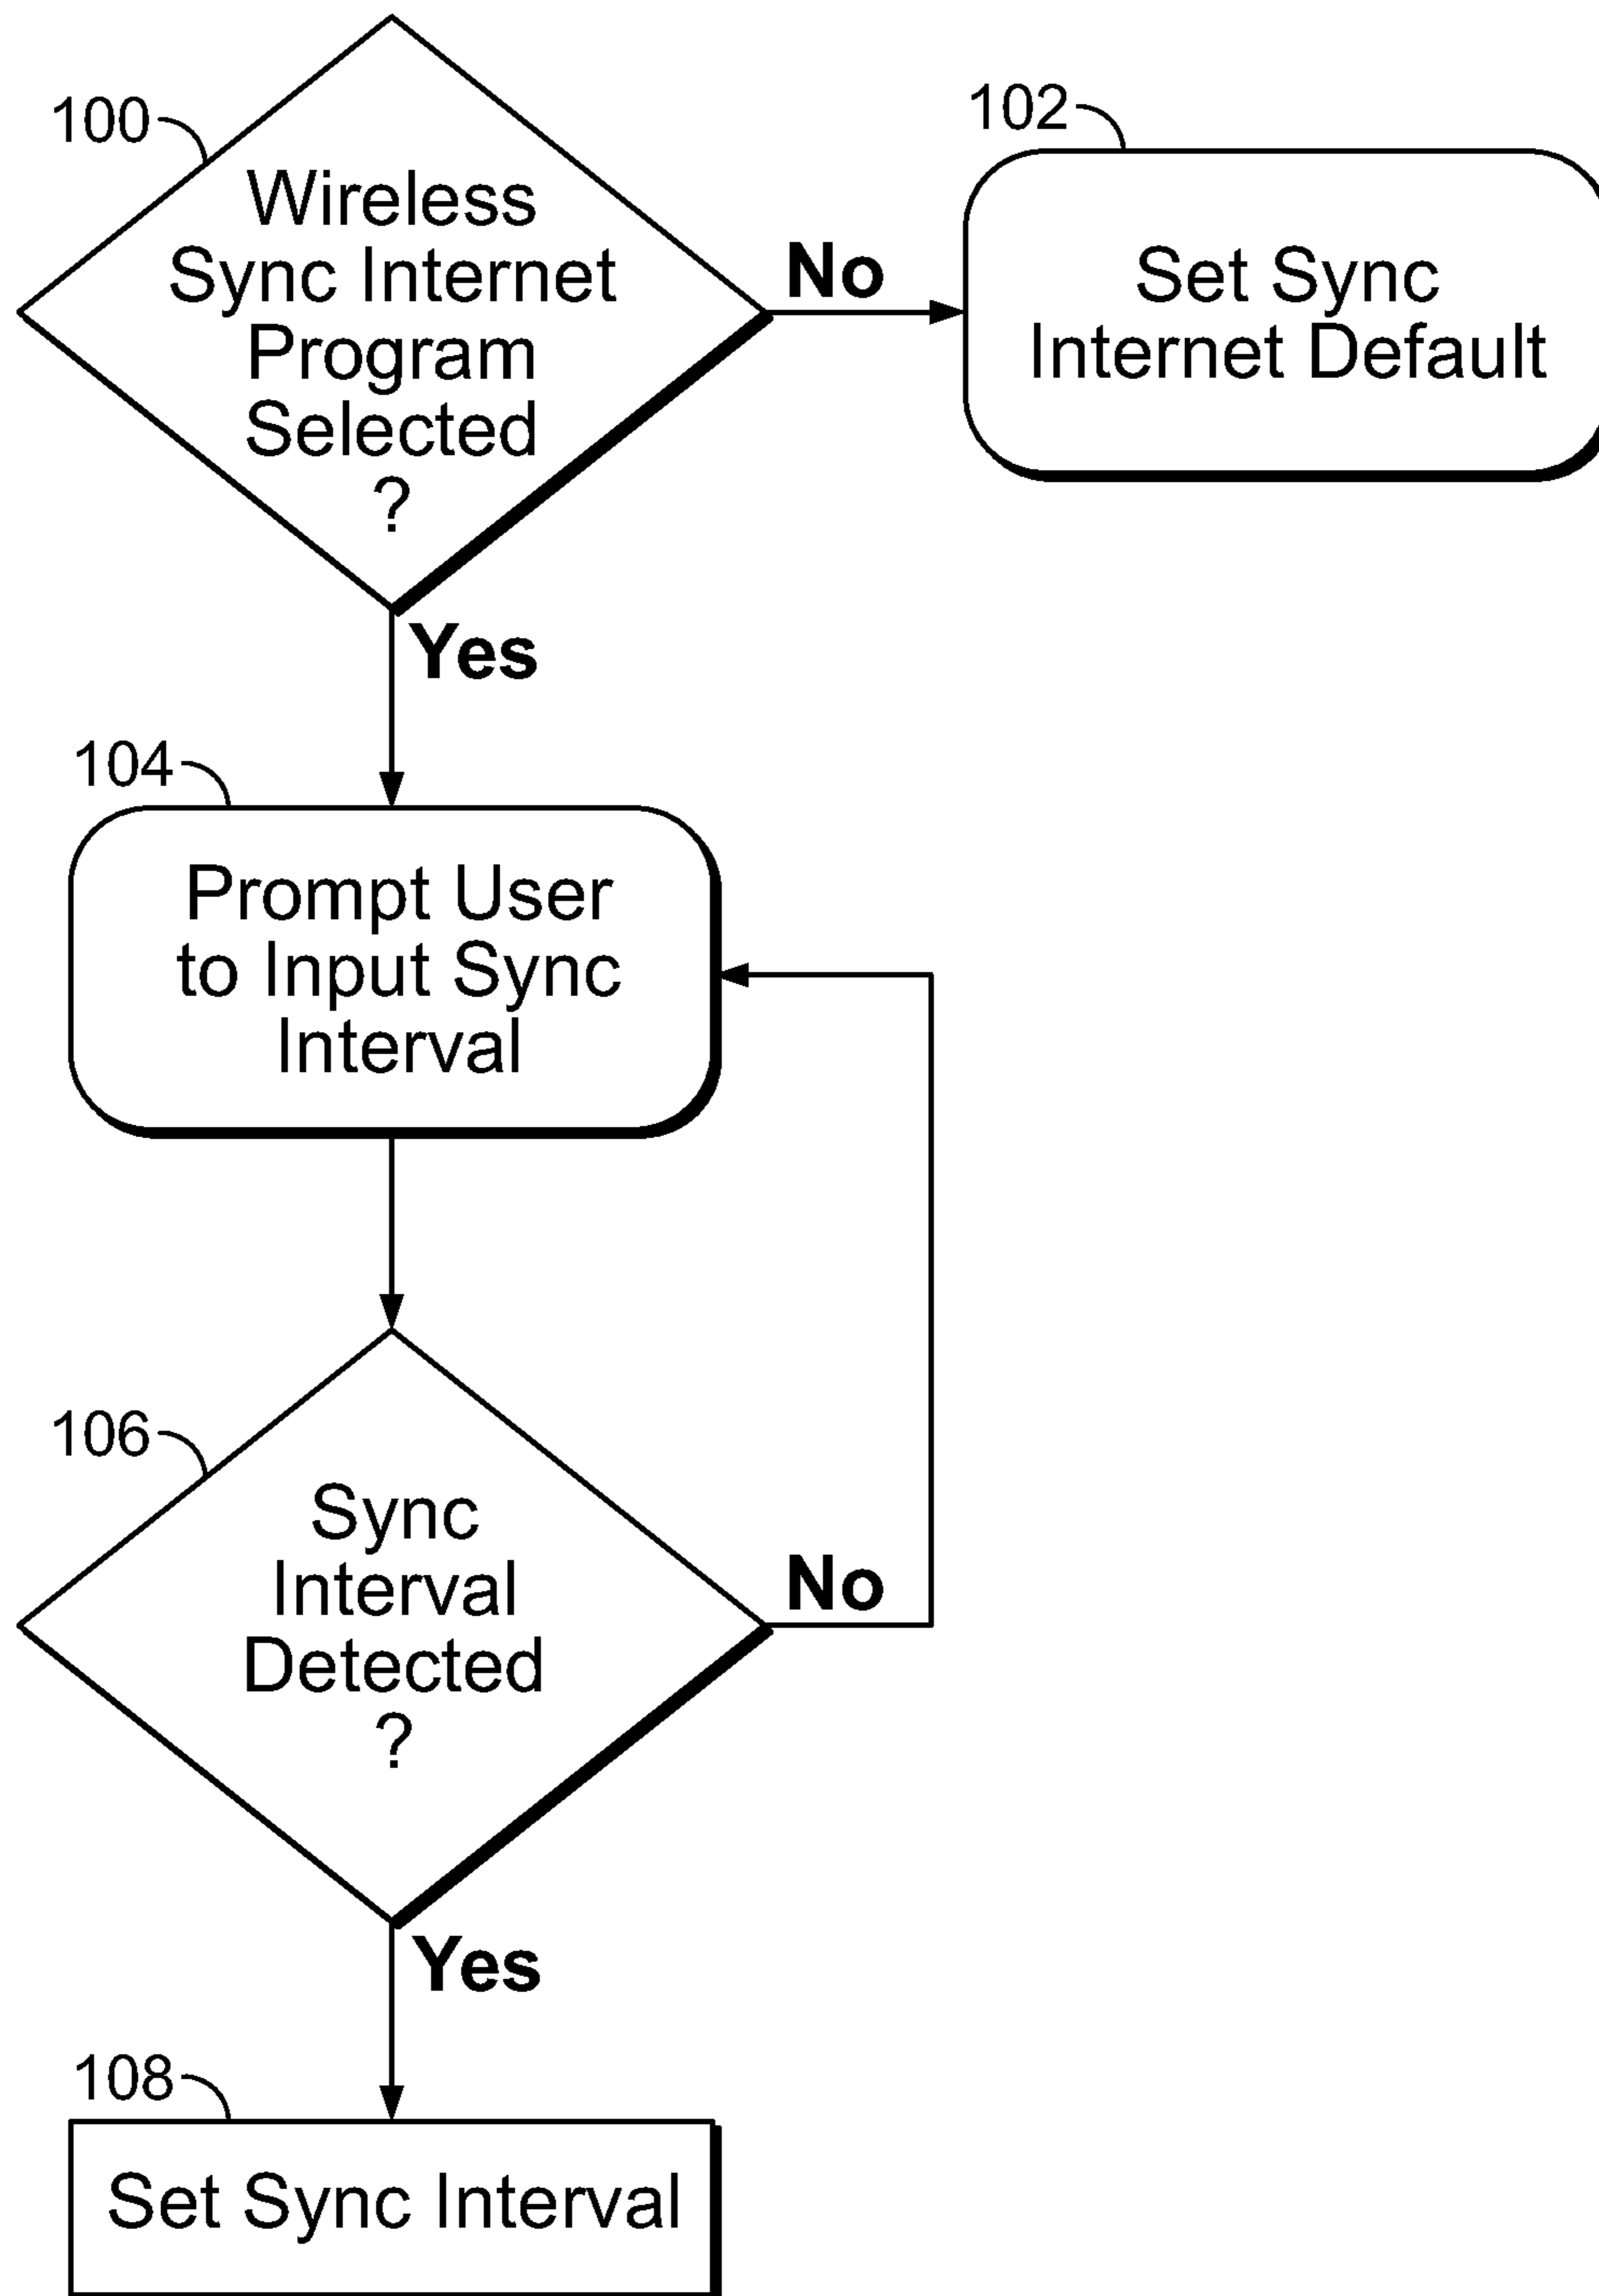 100
Wireless
Sync Internet
Program
Selected
?
No
102
Set Sync
Internet Default
Yes
104
Prompt User
to Input Sync
Interval
106
Sync
Interval
Detected
?
No
Yes
108
Set Sync Interval